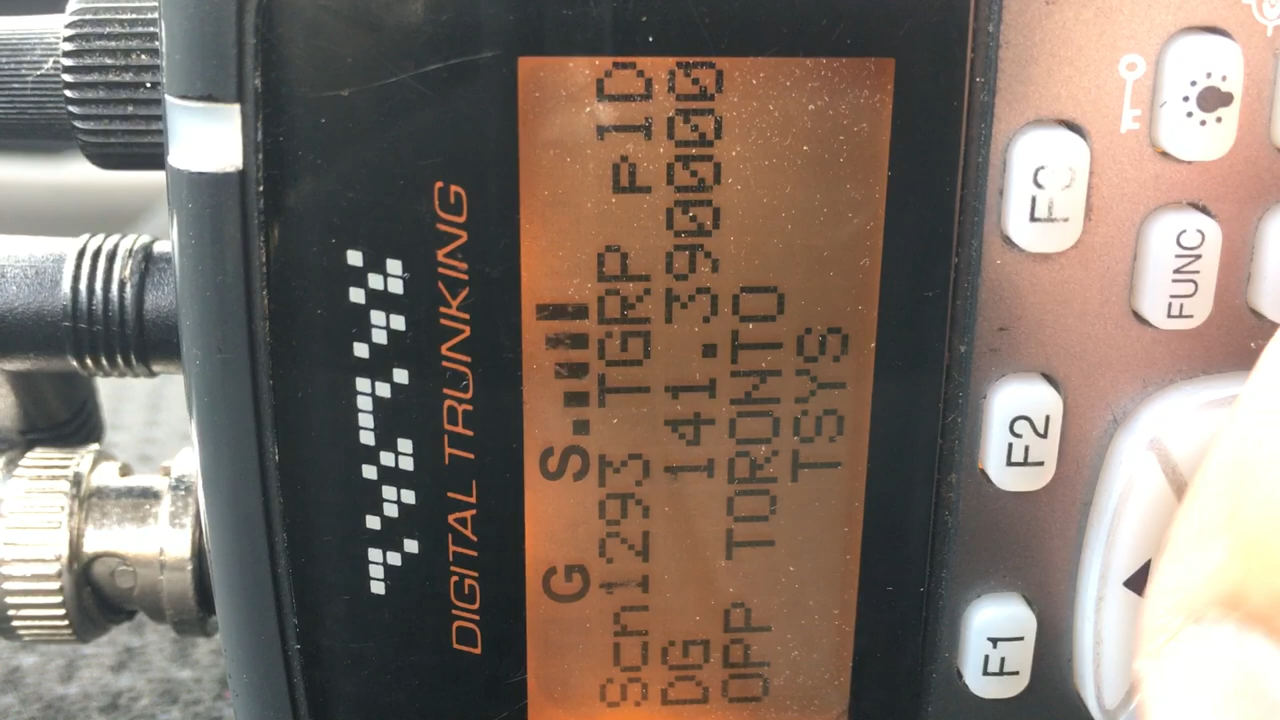 DIGITAL TRUNKING
G S
Scn1293 TGRP P1D
DG 141.390000
OPP TORONTO
TSYS
F1
F2
F3
FUNC